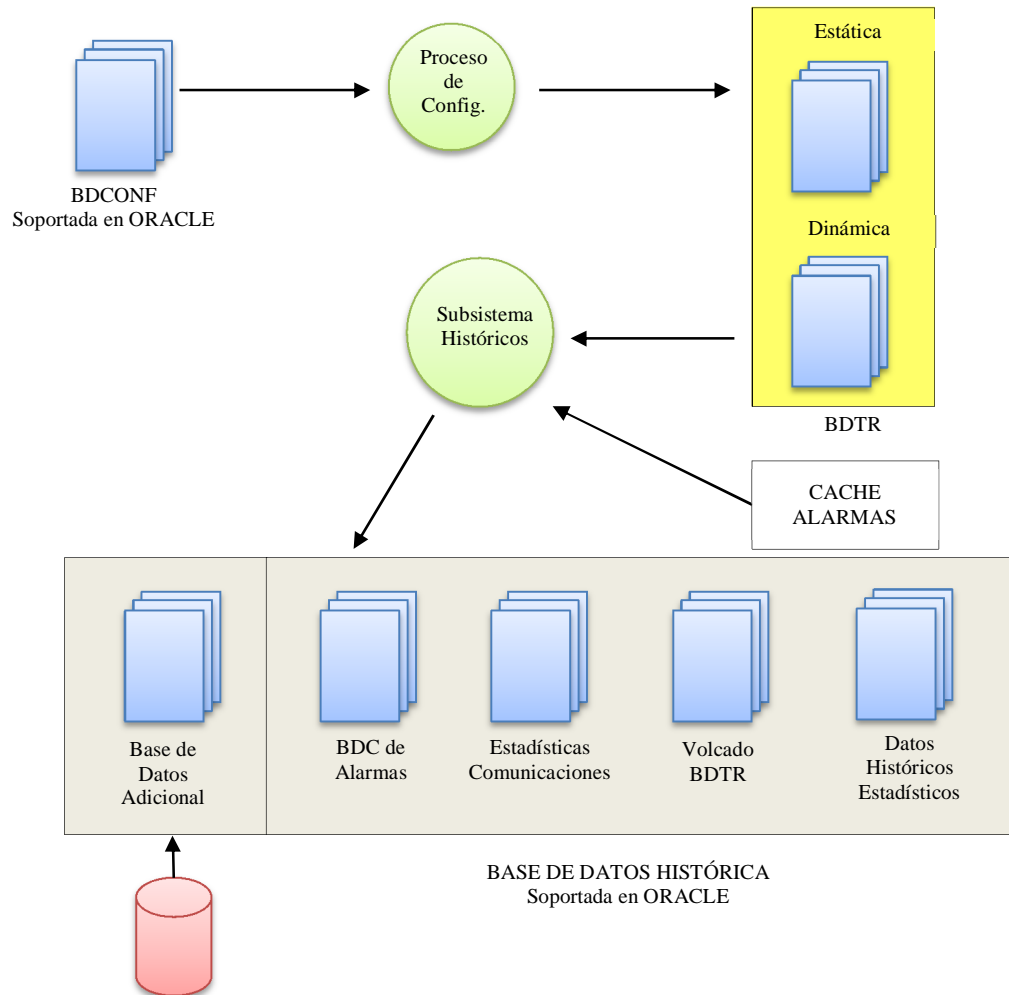 Estática
Proceso
de
Config.
BDCONF
Soportada en ORACLE
Dinámica
Subsistema
Históricos
BDTR
CACHE
ALARMAS
Base de
Datos
Adicional
BDC de
Alarmas
Estadísticas
Comunicaciones
Volcado
BDTR
Datos
Históricos
Estadísticos
BASE DE DATOS HISTÓRICA
Soportada en ORACLE